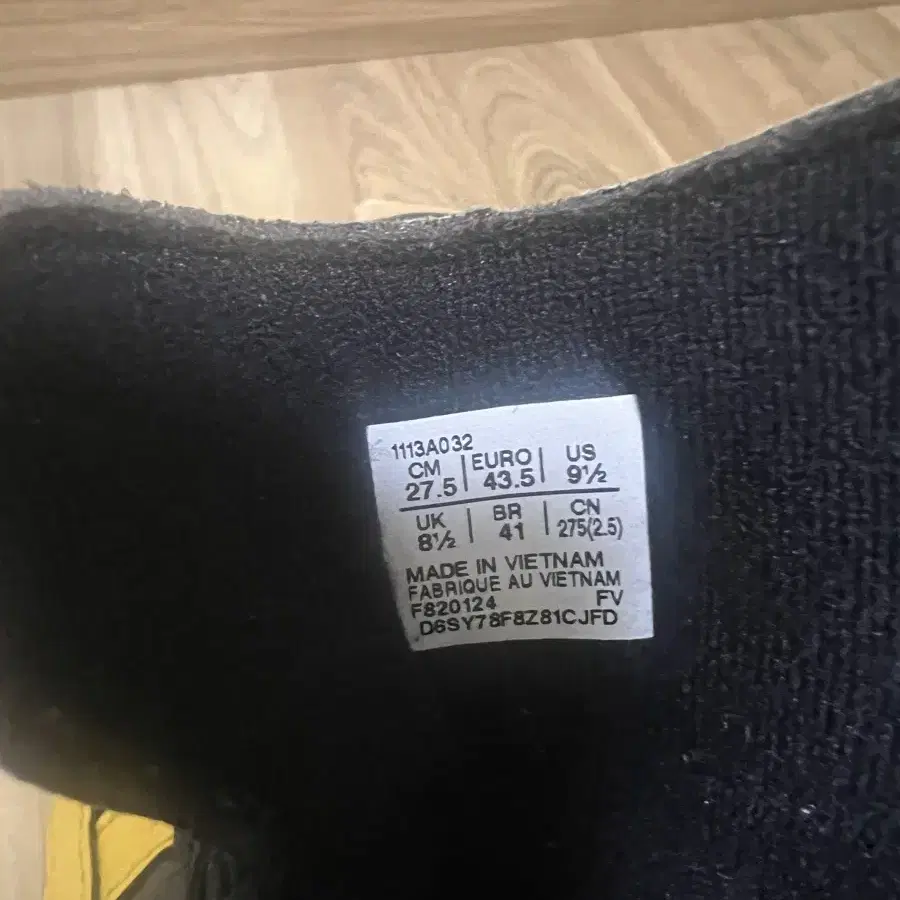 1113A032
CM | EURO | US
27.5 | 43.5 | 9½
UK | BR | CN
8½ | 41 | 275(2.5)
MADE IN VIETNAM
FABRIQUE AU VIETNAM
F820124 FV
D6SY78F8Z81CJFD